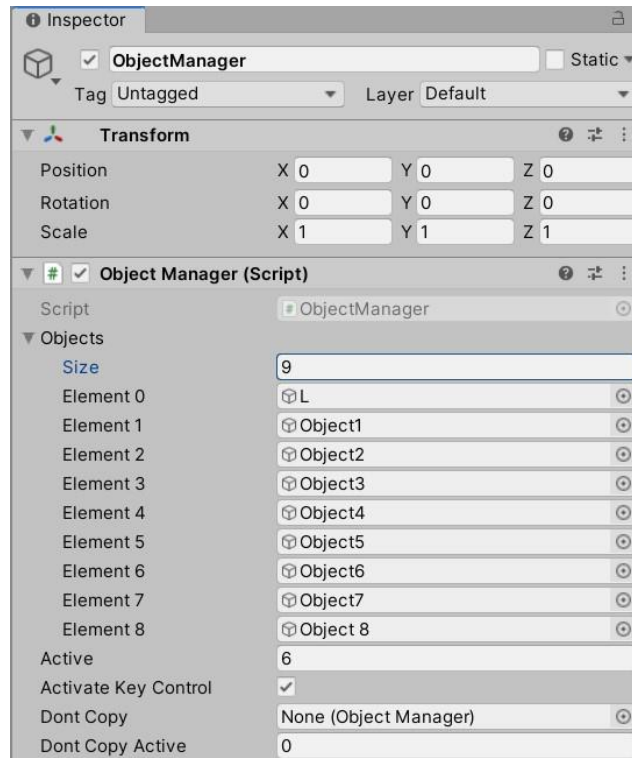 Inspector
ObjectManager Static
Tag Untagged Layer Default
Transform
Position X 0 Y 0 Z 0
Rotation X 0 Y 0 Z 0
Scale X 1 Y 1 Z 1
# Object Manager (Script)
Script # ObjectManager
Objects
Size 9
Element 0 L
Element 1 Object1
Element 2 Object2
Element 3 Object3
Element 4 Object4
Element 5 Object5
Element 6 Object6
Element 7 Object7
Element 8 Object 8
Active 6
Activate Key Control
Dont Copy None (Object Manager)
Dont Copy Active 0